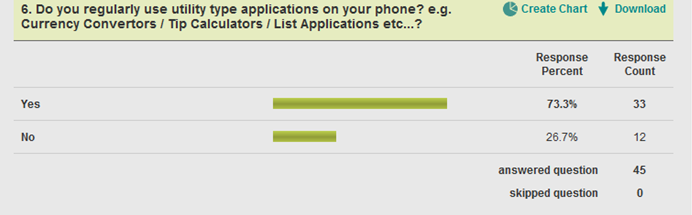 6. Do you regularly use utility type applications on your phone? e.g.
Currency Convertors / Tip Calculators / List Applications etc...?
Create Chart
Download
Response Percent
Response Count
Yes 73.3% 33
No 26.7% 12
answered question 45
skipped question 0